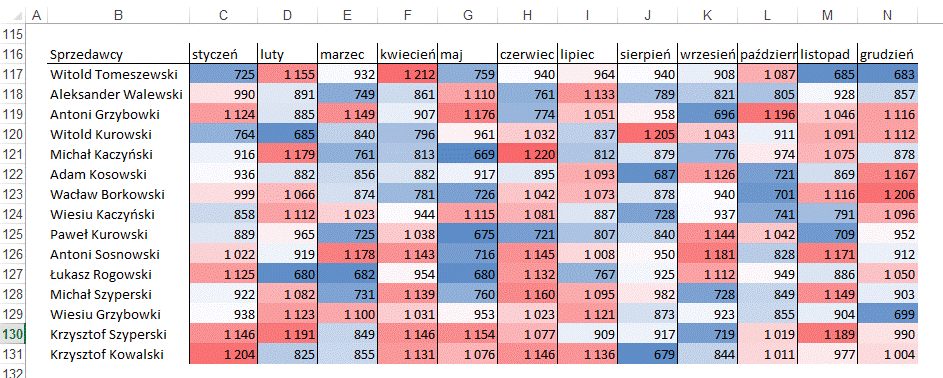 A B C D E F G H I J K L M N
115
116 Sprzedawcy styczeń luty marzec kwiecień maj czerwiec lipiec sierpień wrzesień październ listopad grudzień
117 Witold Tomeszewski 725 1 155 932 1 212 759 940 964 940 908 1 087 685 683
118 Aleksander Walewski 990 891 749 861 1 110 761 1 133 789 821 805 928 857
119 Antoni Grzybowki 1 124 885 1 149 907 1 176 774 1 051 958 696 1 196 1 046 1 116
120 Witold Kurowski 764 685 840 796 961 1 032 837 1 205 1 043 911 1 091 1 112
121 Michał Kaczyński 916 1 179 761 813 669 1 220 812 879 776 974 1 075 878
122 Adam Kosowski 936 882 856 882 917 895 1 093 687 1 126 721 869 1 167
123 Wacław Borkowski 999 1 066 874 781 726 1 042 1 073 878 940 701 1 116 1 206
124 Wiesiu Kaczyński 858 1 112 1 023 944 1 115 1 081 887 728 937 741 791 1 096
125 Paweł Kurowski 889 965 725 1 038 675 721 807 840 1 144 1 042 709 952
126 Antoni Sosnowski 1 022 919 1 178 1 143 716 1 145 1 008 950 1 181 828 1 171 912
127 Łukasz Rogowski 1 125 680 682 954 680 1 132 767 925 1 112 949 886 1 050
128 Michał Szyperski 922 1 082 731 1 139 760 1 160 1 095 982 728 849 1 149 903
129 Wiesiu Grzybowki 938 1 123 1 100 1 031 953 1 023 1 121 873 923 855 904 699
130 Krzysztof Szyperski 1 146 1 191 849 1 146 1 154 1 077 909 917 719 1 019 1 189 990
131 Krzysztof Kowalski 1 204 825 855 1 131 1 076 1 146 1 136 679 844 1 011 977 1 004
132